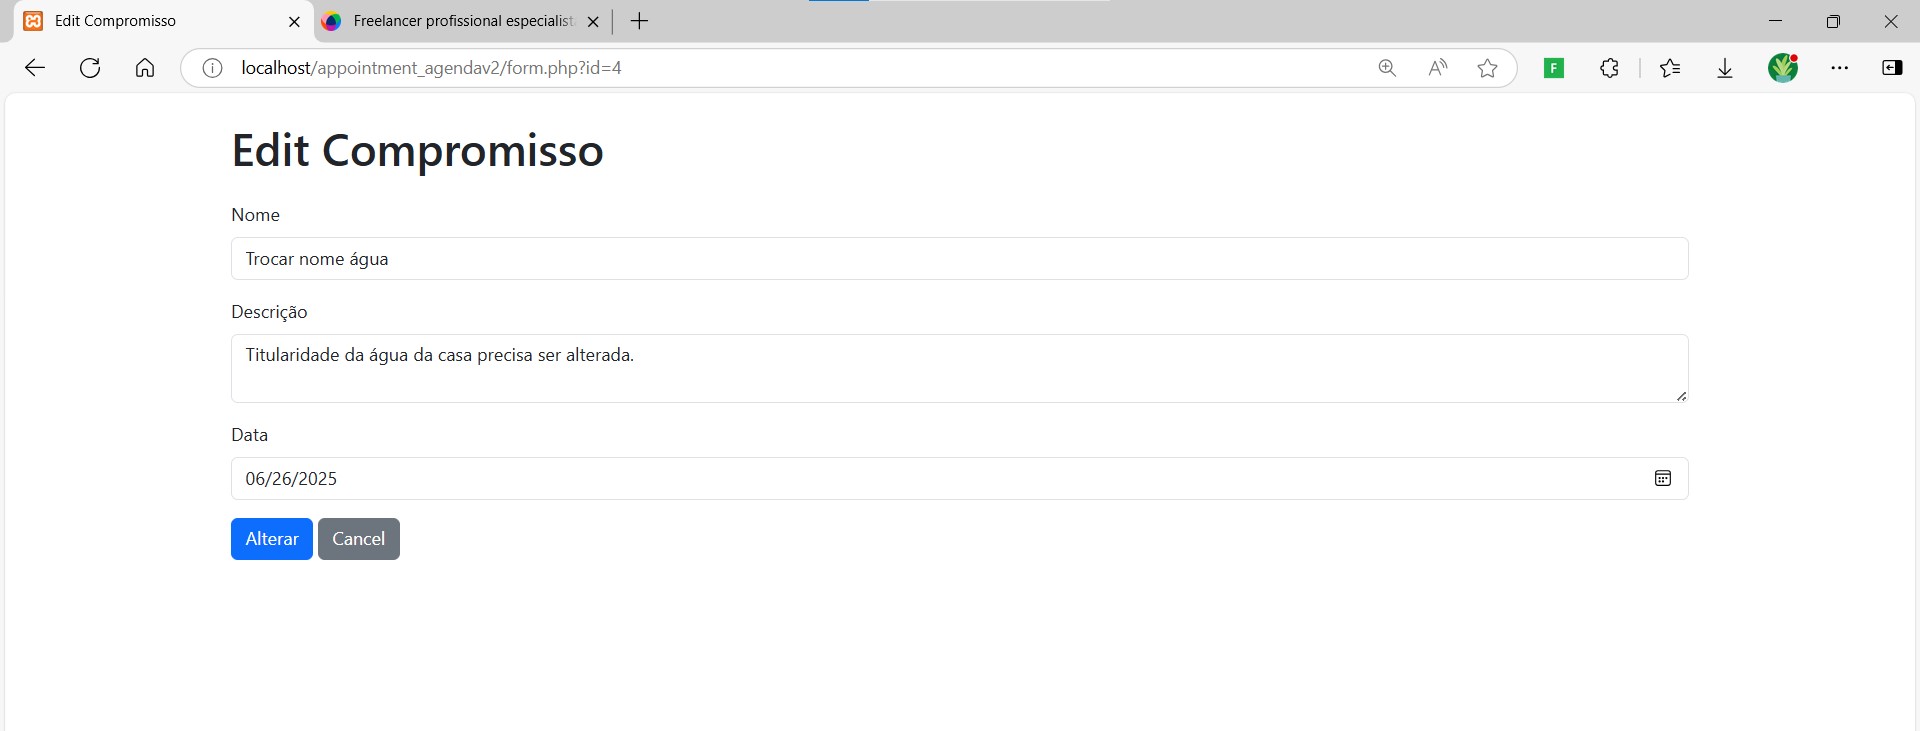 Edit Compromisso
Freelancer profissional especialist
localhost/appointment_agendav2/form.php?id=4
F
Edit Compromisso
Nome
Trocar nome água
Descrição
Titularidade da água da casa precisa ser alterada.
Data
06/26/2025
Alterar Cancel